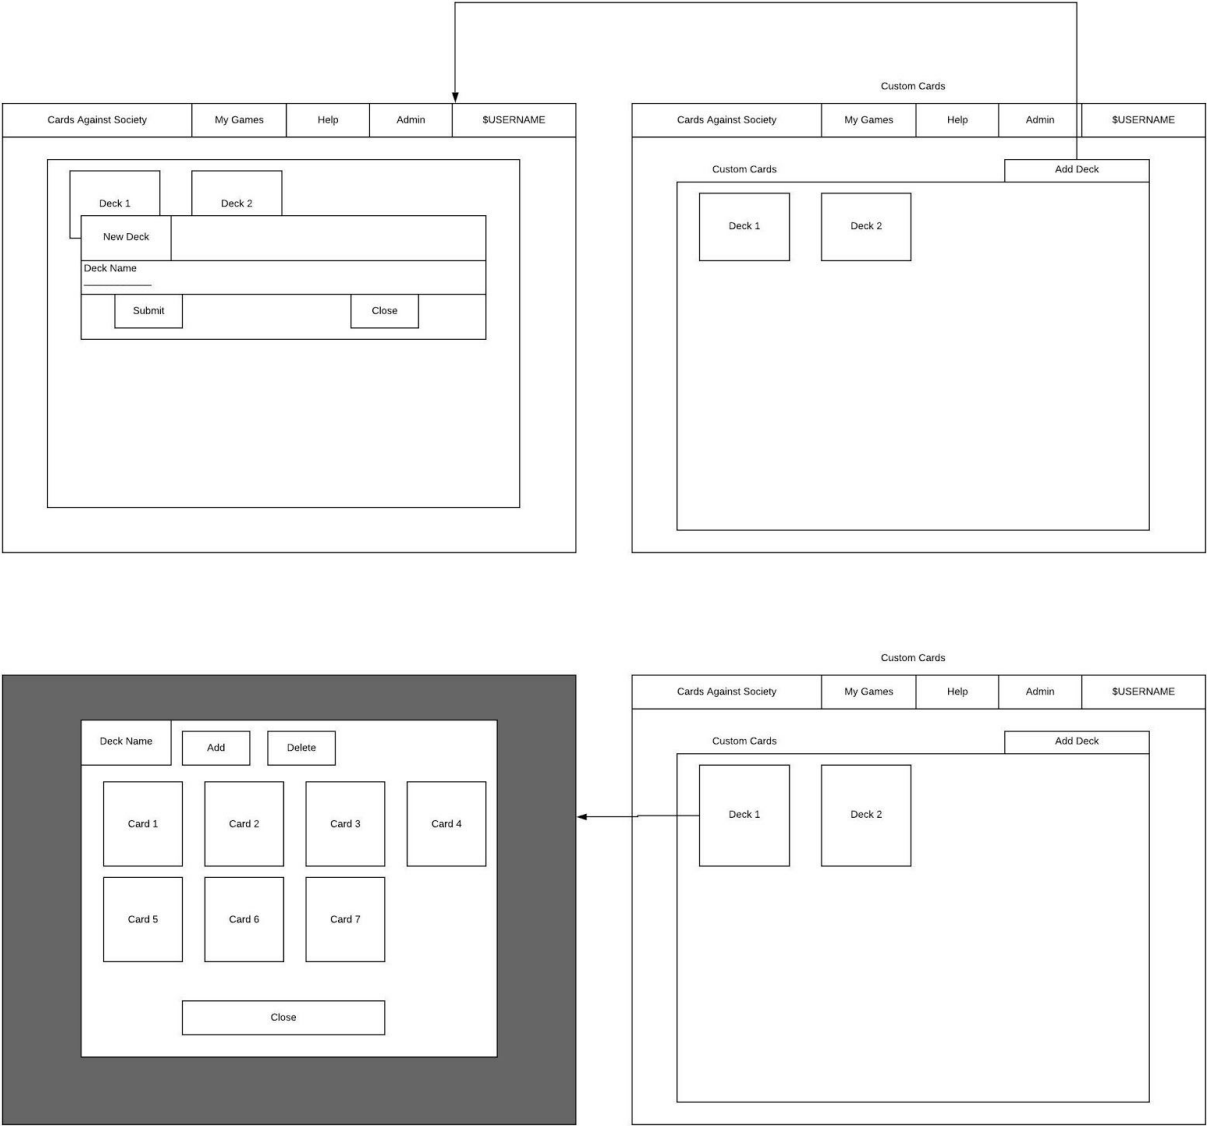 Custom Cards
Cards Against Society My Games Help Admin $USERNAME
Deck 1 Deck 2
New Deck
Deck Name
Submit Close
Cards Against Society My Games Help Admin $USERNAME
Custom Cards Add Deck
Deck 1 Deck 2
Deck Name Add Delete
Card 1 Card 2 Card 3 Card 4
Card 5 Card 6 Card 7
Close
Custom Cards
Cards Against Society My Games Help Admin $USERNAME
Custom Cards Add Deck
Deck 1 Deck 2